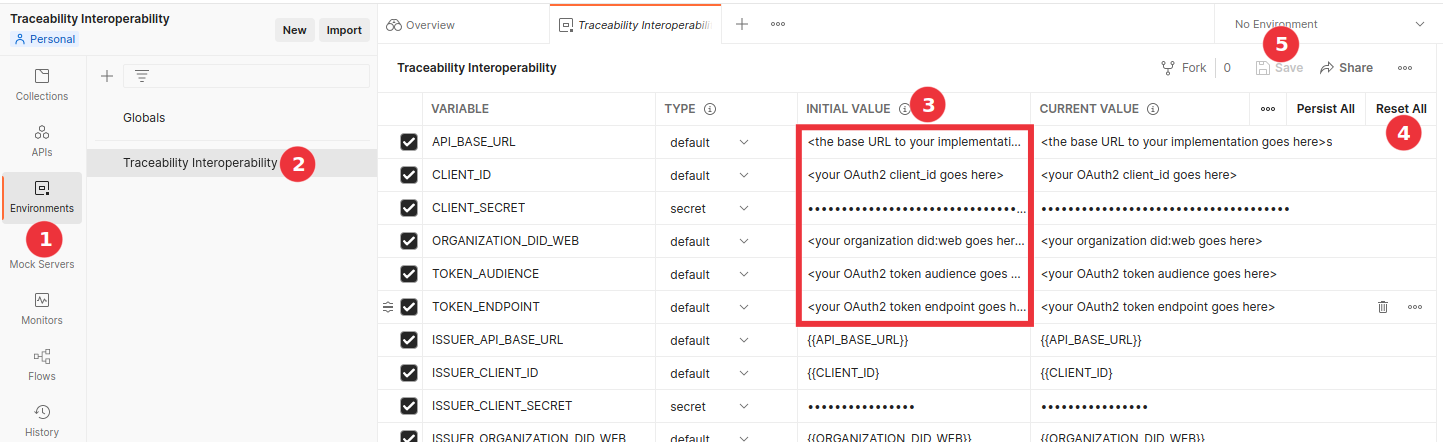 Traceability Interoperability
Personal
New
Import
Overview
Traceability Interoperabili
No Environment
5
Collections
APIs
Environments
1
Mock Servers
Monitors
Flows
History
Globals
Traceability Interoperability
2
Traceability Interoperability
Fork 0
Save
Share
VARIABLE TYPE INITIAL VALUE 3 CURRENT VALUE Persist All Reset All
4
API_BASE_URL default <the base URL to your implementati... <the base URL to your implementation goes here>s
CLIENT_ID default <your OAuth2 client_id goes here> <your OAuth2 client_id goes here>
CLIENT_SECRET secret
ORGANIZATION_DID_WEB default <your organization did:web goes her... <your organization did:web goes here>
TOKEN_AUDIENCE default <your OAuth2 token audience goes ... <your OAuth2 token audience goes here>
TOKEN_ENDPOINT default <your OAuth2 token endpoint goes h... <your OAuth2 token endpoint goes here>
ISSUER_API_BASE_URL default {{API_BASE_URL}} {{API_BASE_URL}}
ISSUER_CLIENT_ID default {{CLIENT_ID} {{CLIENT_ID}
ISSUER_CLIENT_SECRET secret
ISSUER_ORGANIZATION_DID_WEB default {{ORGANIZATION_DID_WEB}} {{ORGANIZATION_DID_WEB}}